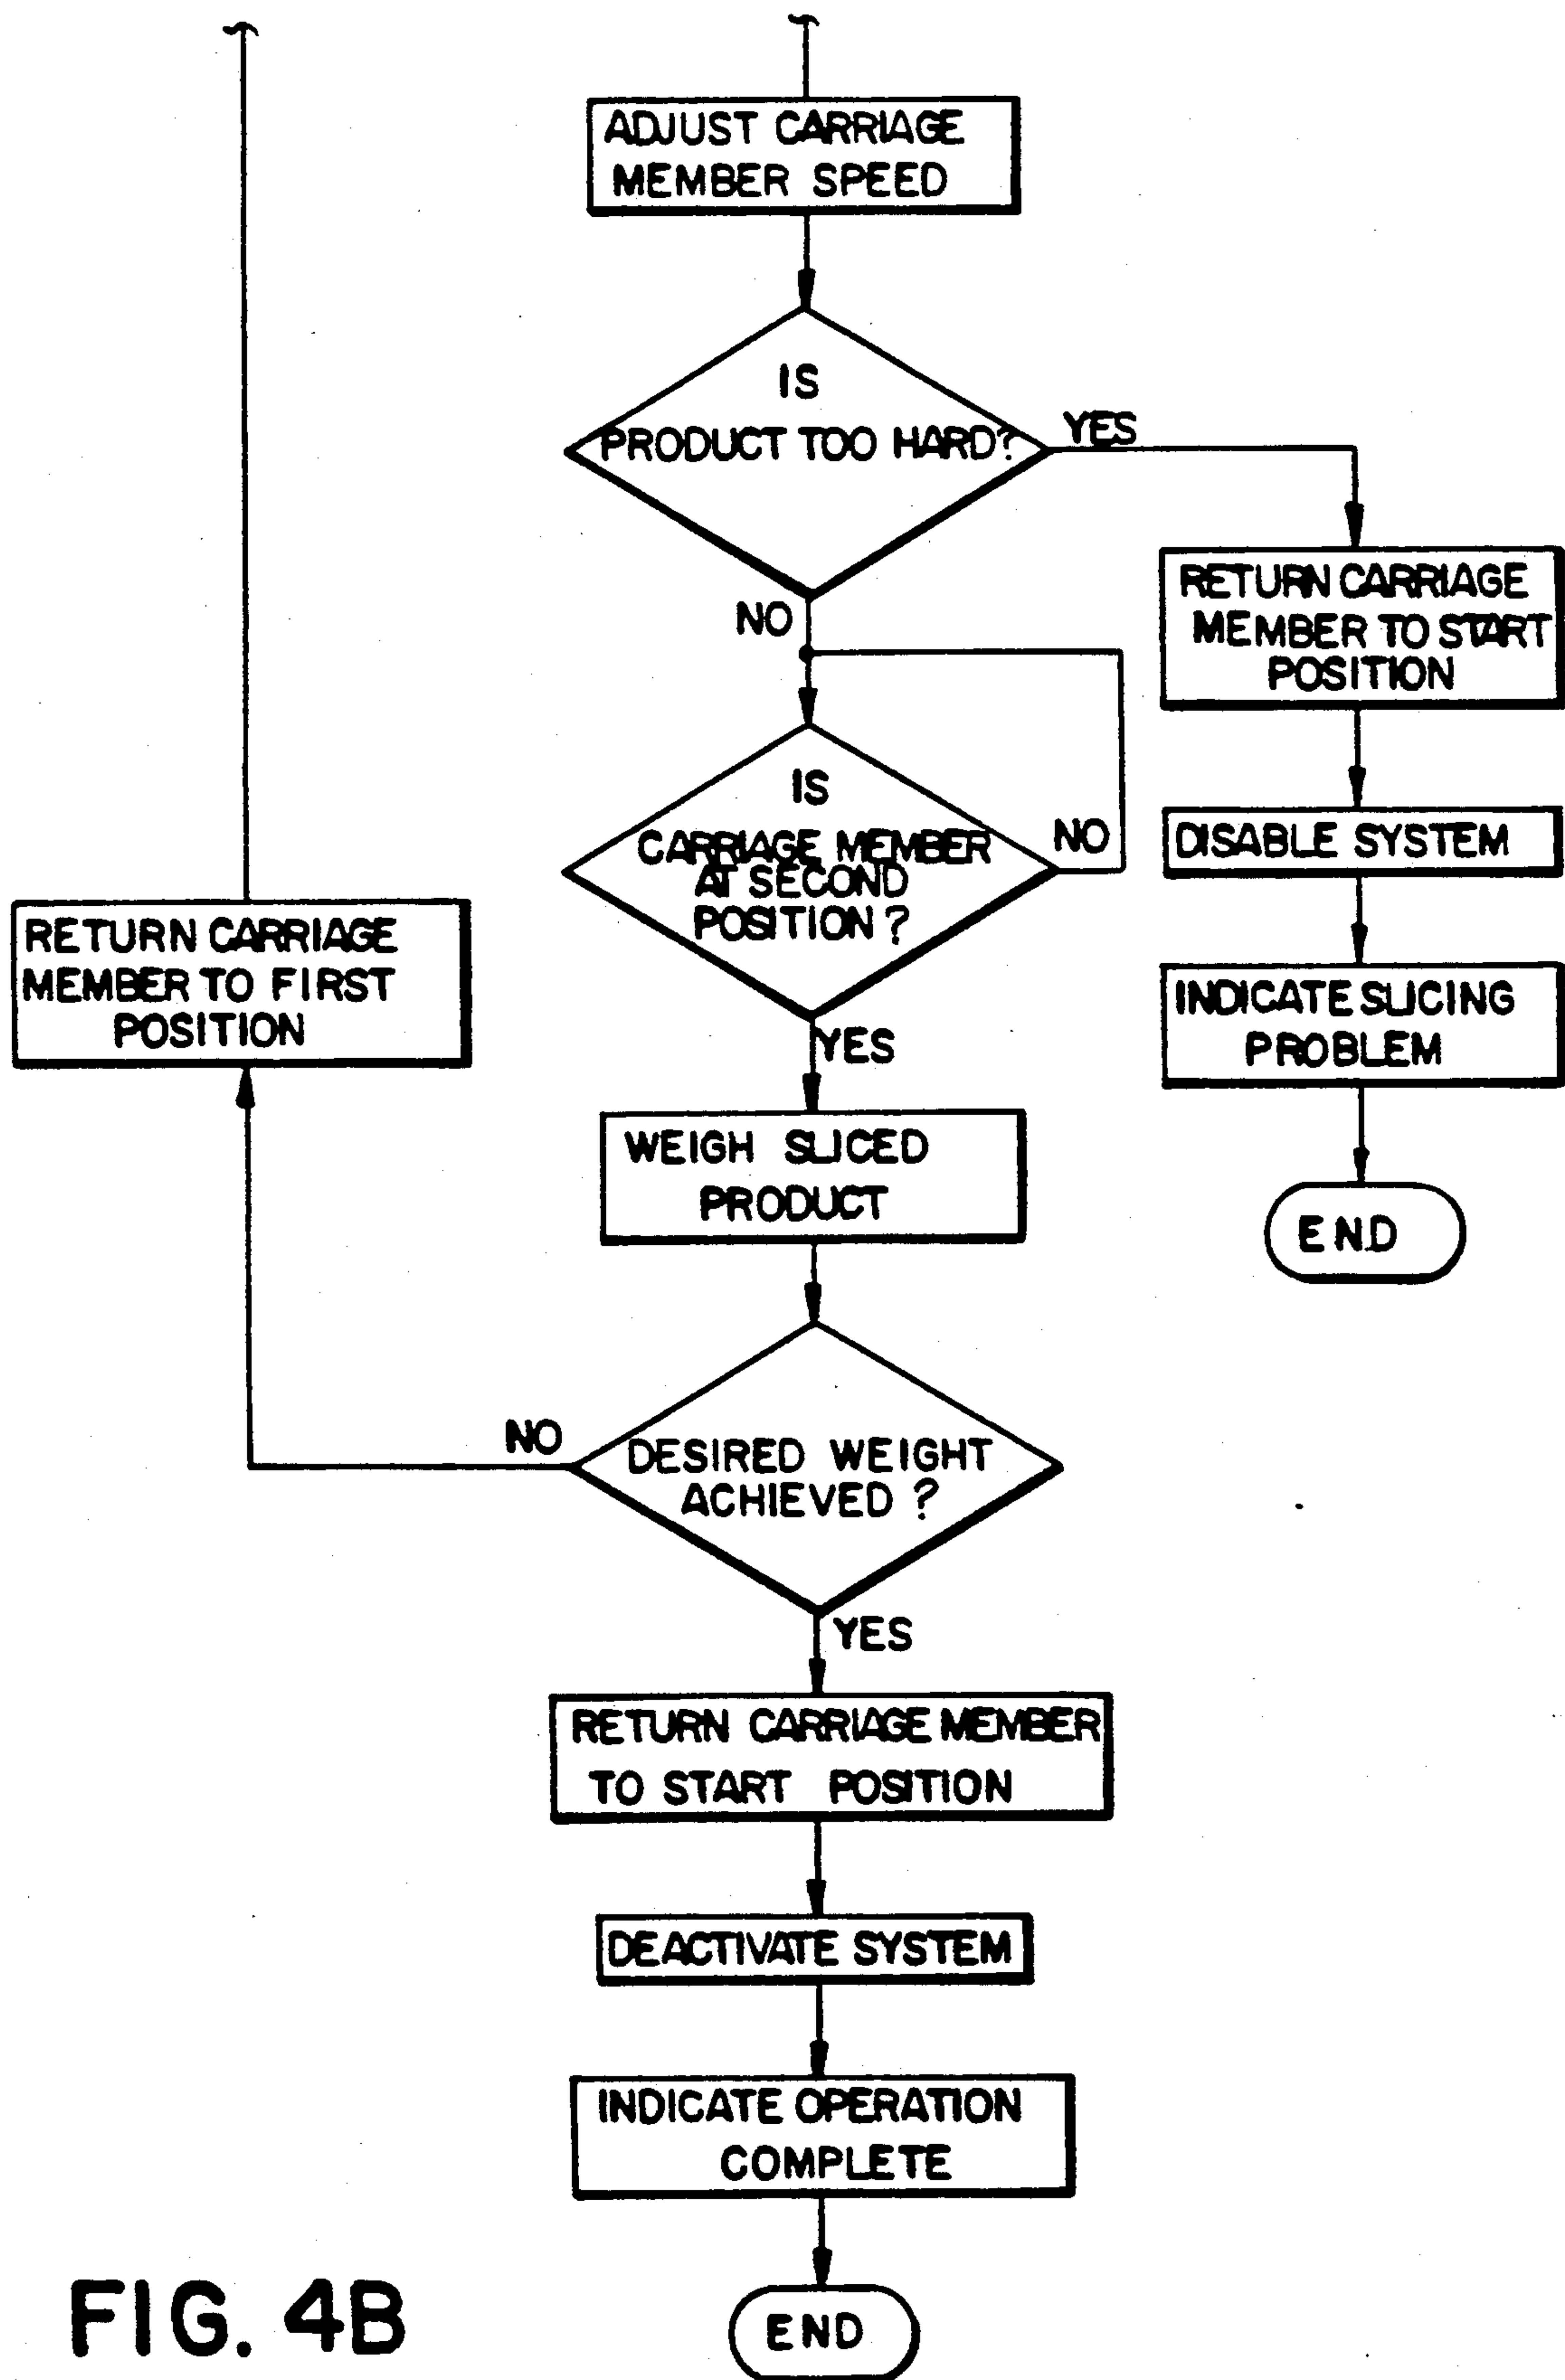 ADJUST CARRIAGE
MEMBER SPEED
IS
PRODUCT TOO HARD?
YES
NO
RETURN CARRIAGE
MEMBER TO START
POSITION
IS
CARRIAGE MEMBER
AT SECOND
POSITION?
NO
YES
DISABLE SYSTEM
RETURN CARRIAGE
MEMBER TO FIRST
POSITION
INDICATE SLICING
PROBLEM
WEIGH SLICED
PRODUCT
END
NO
DESIRED WEIGHT
ACHIEVED?
YES
RETURN CARRIAGE MEMBER
TO START POSITION
DEACTIVATE SYSTEM
INDICATE OPERATION
COMPLETE
END
FIG. 4B